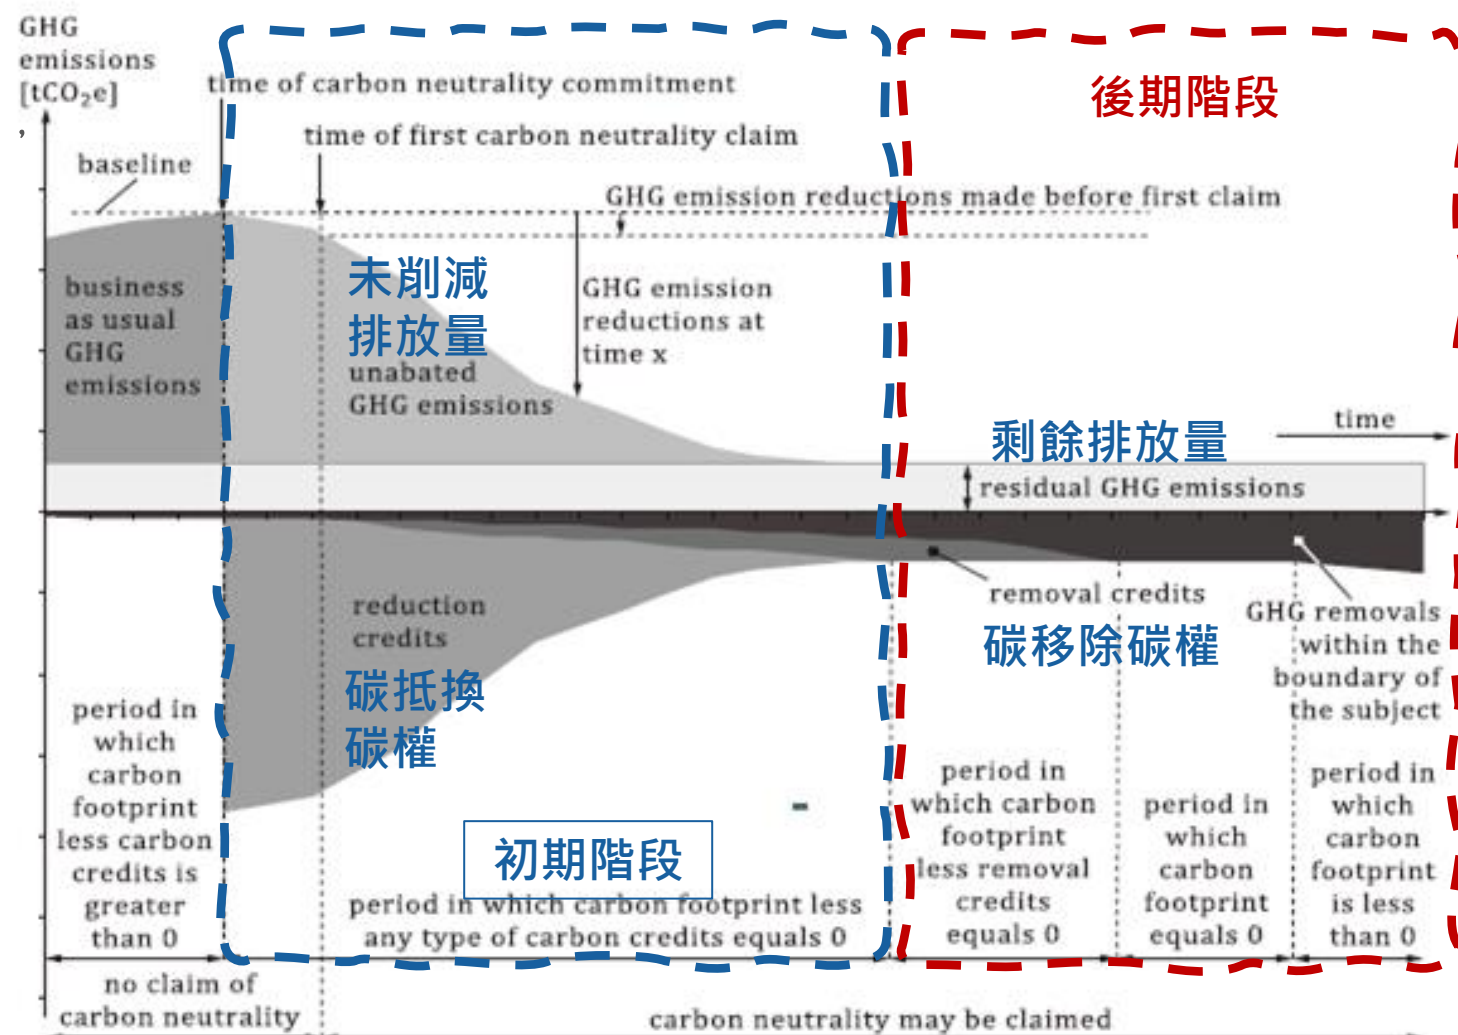 GHG
emissions
[tCO₂e]
,
time of carbon neutrality commitment
time of first carbon neutrality claim
baseline
GHG emission reductions made before first claim
後期階段
business
as usual
GHG
emissions
未削減
排放量
unabated
GHG emissions
GHG emission
reductions at
time x
time
剩餘排放量
residual GHG emissions
reduction
credits
碳抵換
碳權
removal credits
碳移除碳權
GHG removals
within the
boundary of
the subject
period in
which
carbon
footprint
less carbon
credits is
greater
than 0
初期階段
period in which carbon footprint less
any type of carbon credits equals 0
period in
which carbon
footprint
less removal
credits
equals 0
period in
which
carbon
footprint
equals 0
period in
which
carbon
footprint
is less
than 0
no claim of
carbon neutrality
carbon neutrality may be claimed